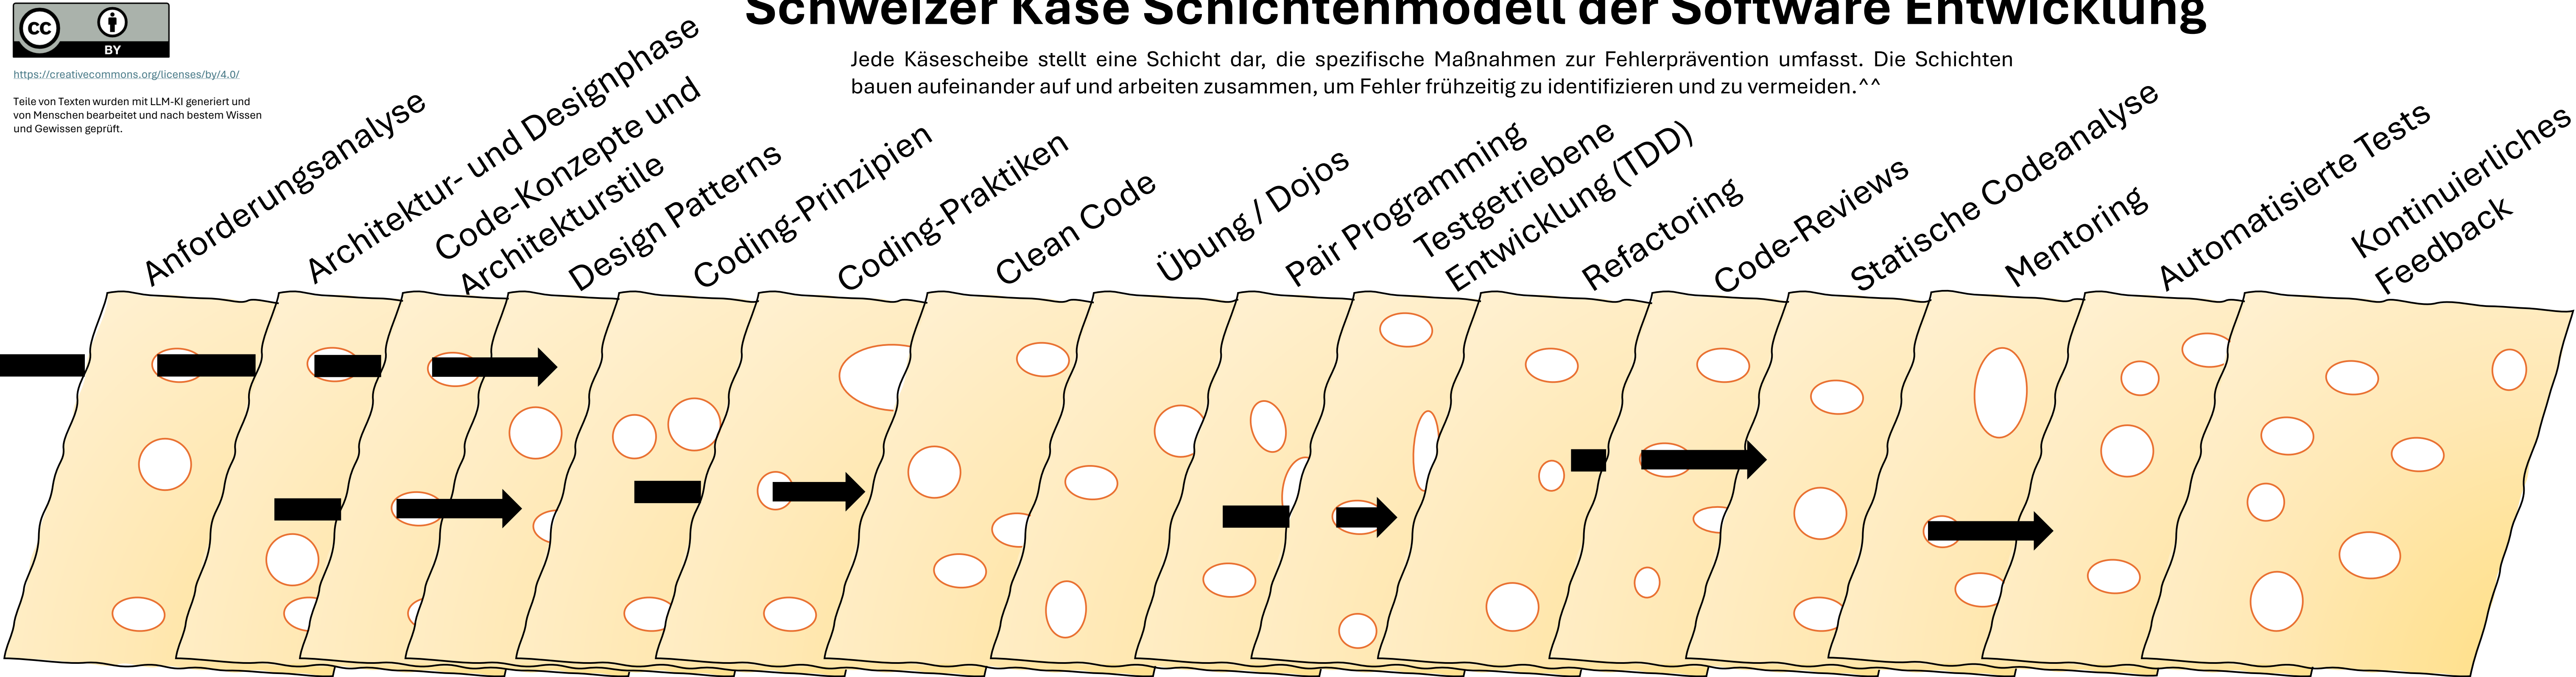 Schweizer Käse Schichtenmodell der Software Entwicklung
cc
BY
https://creativecommons.org/licenses/by/4.0/
Teile von Texten wurden mit LLM-KI generiert und
von Menschen bearbeitet und nach bestem Wissen
und Gewissen geprüft.
Jede Käsescheibe stellt eine Schicht dar, die spezifische Maßnahmen zur Fehlerprävention umfasst. Die Schichten
bauen aufeinander auf und arbeiten zusammen, um Fehler frühzeitig zu identifizieren und zu vermeiden.^^
Anforderungsanalyse
Architektur- und Designphase
Code-Konzepte und
Architekturstile
Design Patterns
Coding-Prinzipien
Coding-Praktiken
Clean Code
Übung / Dojos
Pair Programming
Testgetriebene
Entwicklung (TDD)
Refactoring
Code-Reviews
Statische Codeanalyse
Mentoring
Automatisierte Tests
Kontinuierliches
Feedback